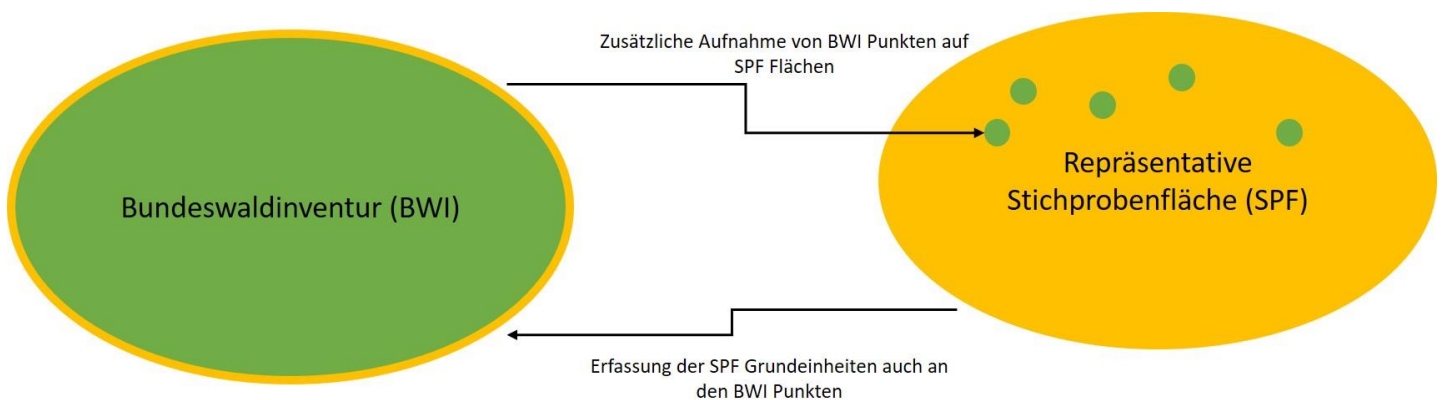 Zusätzliche Aufnahme von BWI Punkten auf
SPF Flächen
Bundeswaldinventur (BWI)
Repräsentative
Stichprobenfläche (SPF)
Erfassung der SPF Grundeinheiten auch an
den BWI Punkten